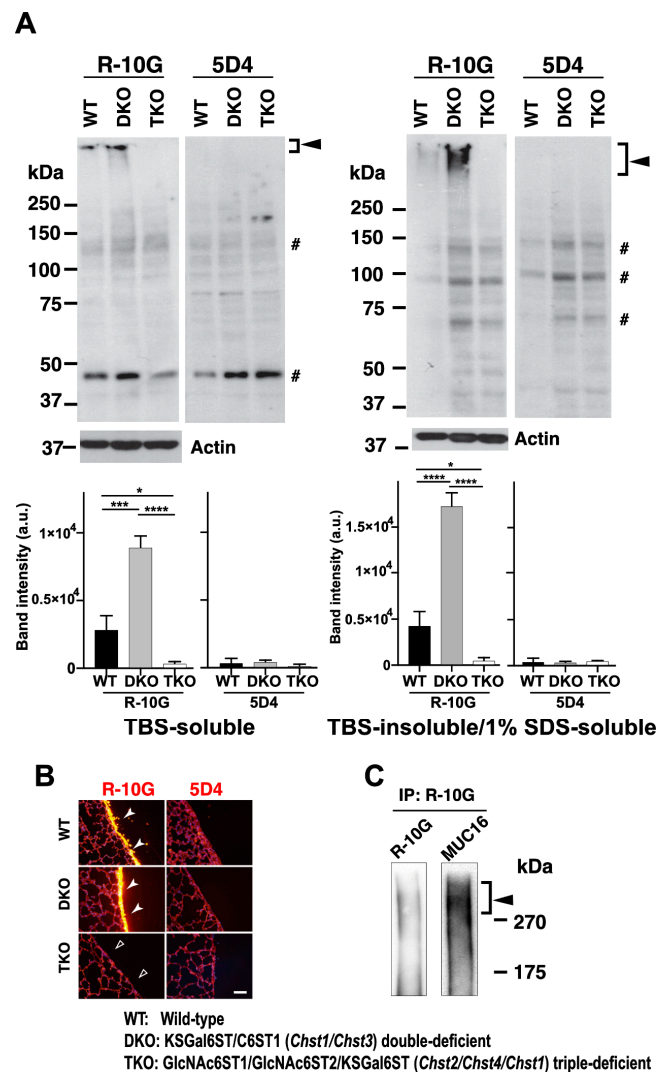 A
R-10G 5D4
WT DKO TKO WT DKO TKO
kDa
250
150
100
75
50
37
#
#
37
Actin
R-10G 5D4
WT DKO TKO WT DKO TKO
kDa
250
150
100
75
50
37
#
#
#
37
Actin
Band intensity (a.u.)
1×10⁴
0.5×10⁴
0
* 
*** ****
WT DKO TKO WT DKO TKO
R-10G 5D4
TBS-soluble
Band intensity (a.u.)
1.5×10⁴
1×10⁴
0.5×10⁴
0
*
**** ****
WT DKO TKO WT DKO TKO
R-10G 5D4
TBS-insoluble/1% SDS-soluble
B
R-10G 5D4
WT
DKO
TKO
C
IP: R-10G
R-10G MUC16
kDa
270
175
WT: Wild-type
DKO: KSGal6ST/C6ST1 (Chst1/Chst3) double-deficient
TKO: GlcNAc6ST1/GlcNAc6ST2/KSGal6ST (Chst2/Chst4/Chst1) triple-deficient